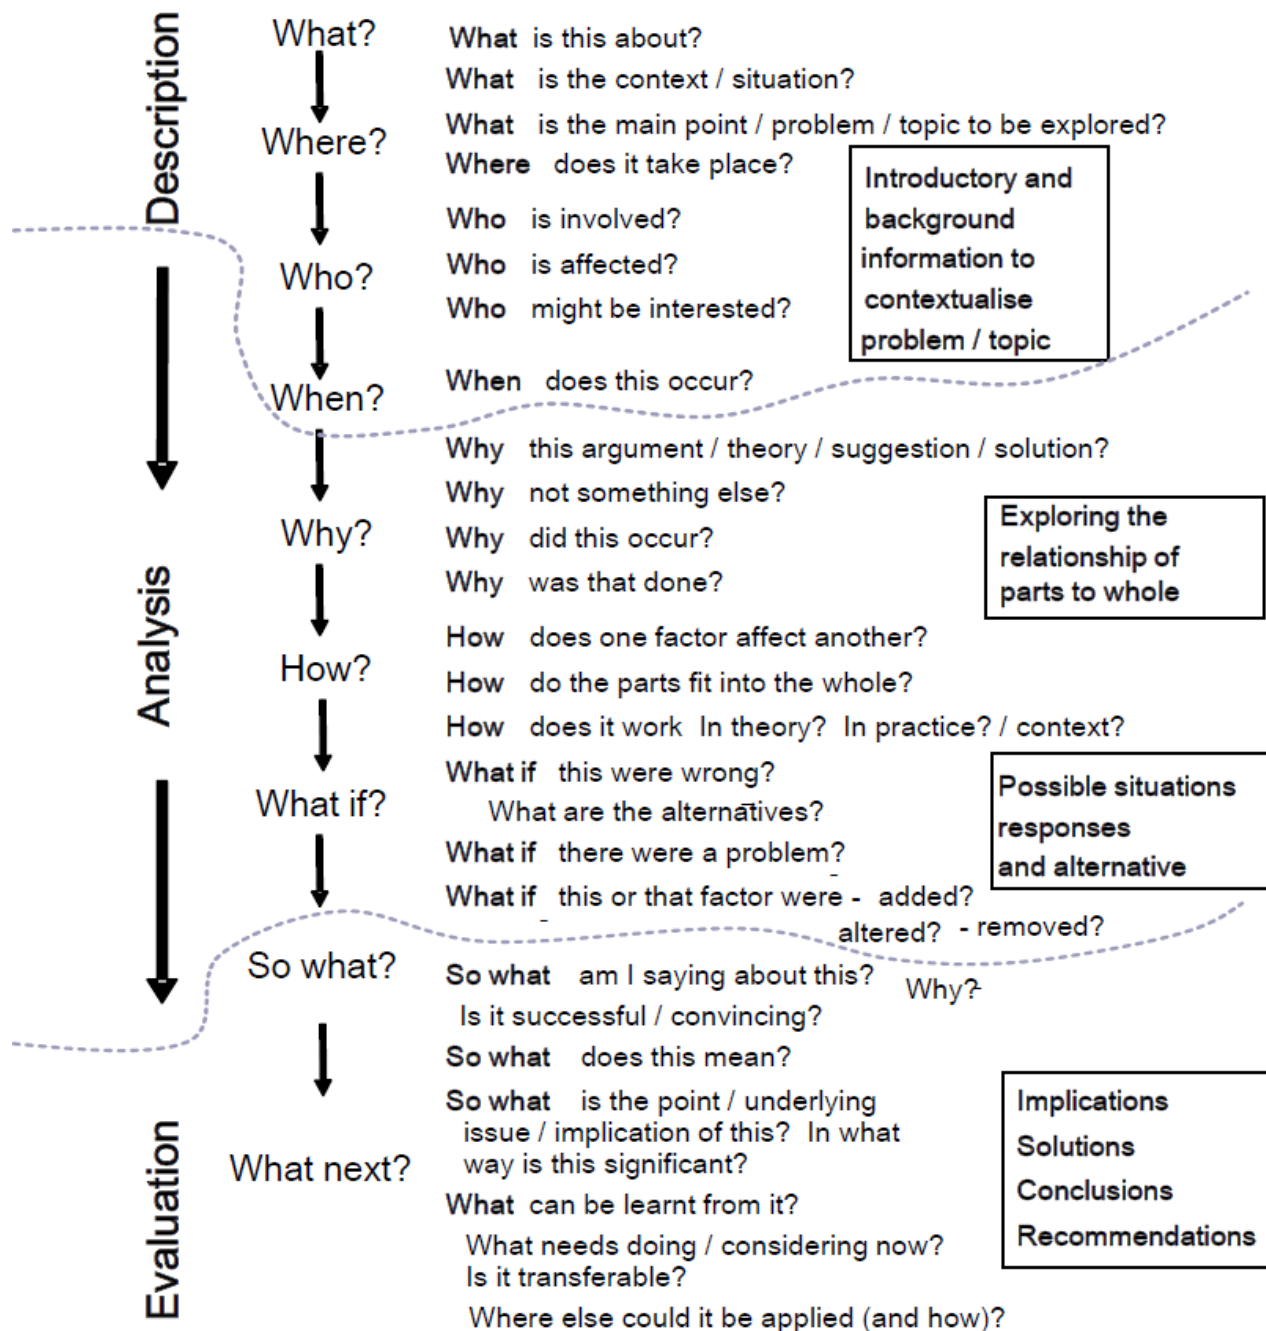 Description
What?
Where?
Who?
When?
What is this about?
What is the context / situation?
What is the main point / problem / topic to be explored?
Where does it take place?
Who is involved?
Who is affected?
Who might be interested?
When does this occur?
Introductory and
background
information to
contextualise
problem / topic
Analysis
Why?
How?
What if?
Why this argument / theory / suggestion / solution?
Why not something else?
Why did this occur?
Why was that done?
Exploring the
relationship of
parts to whole
How does one factor affect another?
How do the parts fit into the whole?
How does it work In theory? In practice? / context?
What if this were wrong?
What are the alternatives?
What if there were a problem?
What if this or that factor were - added?
altered? - removed?
Possible situations
responses
and alternative
Evaluation
So what?
What next?
So what am I saying about this? Why?
Is it successful / convincing?
So what does this mean?
So what is the point / underlying
issue / implication of this? In what
way is this significant?
What can be learnt from it?
What needs doing / considering now?
Is it transferable?
Where else could it be applied (and how)?
Implications
Solutions
Conclusions
Recommendations